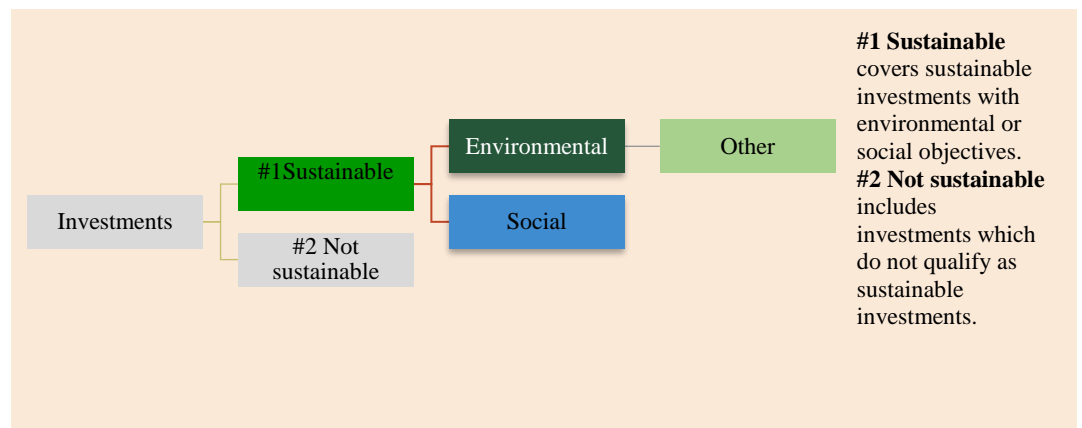 Investments
#1Sustainable
#2 Not
sustainable
Environmental
Social
Other
#1 Sustainable
covers sustainable
investments with
environmental or
social objectives.
#2 Not sustainable
includes
investments which
do not qualify as
sustainable
investments.